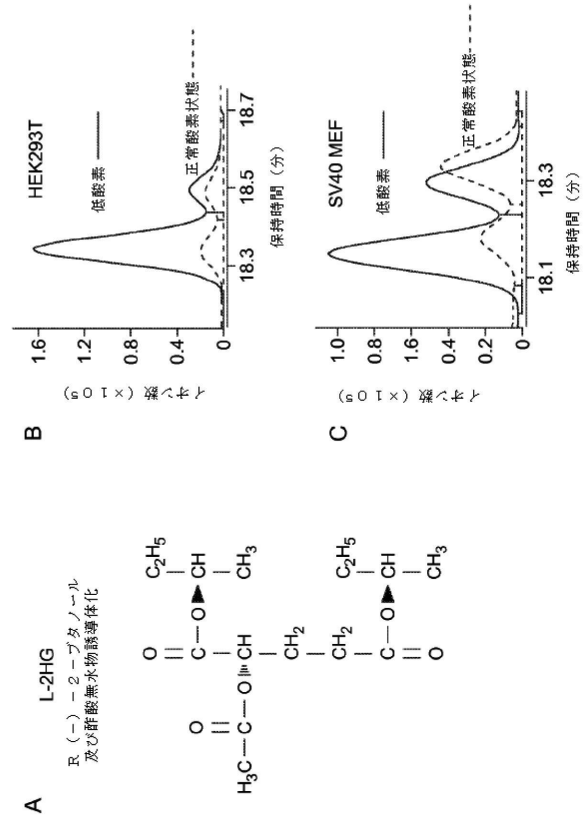 A
L-2HG
R (-) -2-ブタノール
及び酢酸無水物誘導体化
O
O
C2H5
H3C
C
O
CH
C
O
CH
CH3
CH2
CH2
C2H5
C
O
CH
O
CH3
B
HEK293T
低酸素
正常酸素状態
イオン数 (×105)
1.6
1.2
0.8
0.4
0
18.3
18.5
18.7
保持時間 (分)
C
SV40 MEF
低酸素
正常酸素状態
イオン数 (×105)
1.0
0.8
0.6
0.4
0.2
0
18.1
18.3
保持時間 (分)